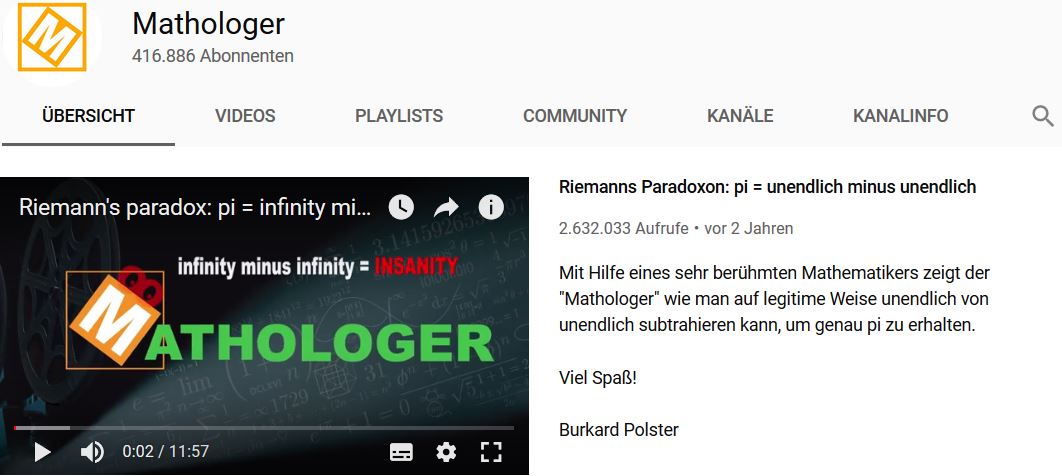 M
Mathologer
416.886 Abonnenten
ÜBERSICHT VIDEOS PLAYLISTS COMMUNITY KANÄLE KANALINFO
Riemann's paradox: pi = infinity mi...
infinity minus infinity = INSANITY
MATHOLOGER
0:02 / 11:57
Riemanns Paradoxon: pi = unendlich minus unendlich
2.632.033 Aufrufe • vor 2 Jahren
Mit Hilfe eines sehr berühmten Mathematikers zeigt der
"Mathologer" wie man auf legitime Weise unendlich von
unendlich subtrahieren kann, um genau pi zu erhalten.
Viel Spaß!
Burkard Polster